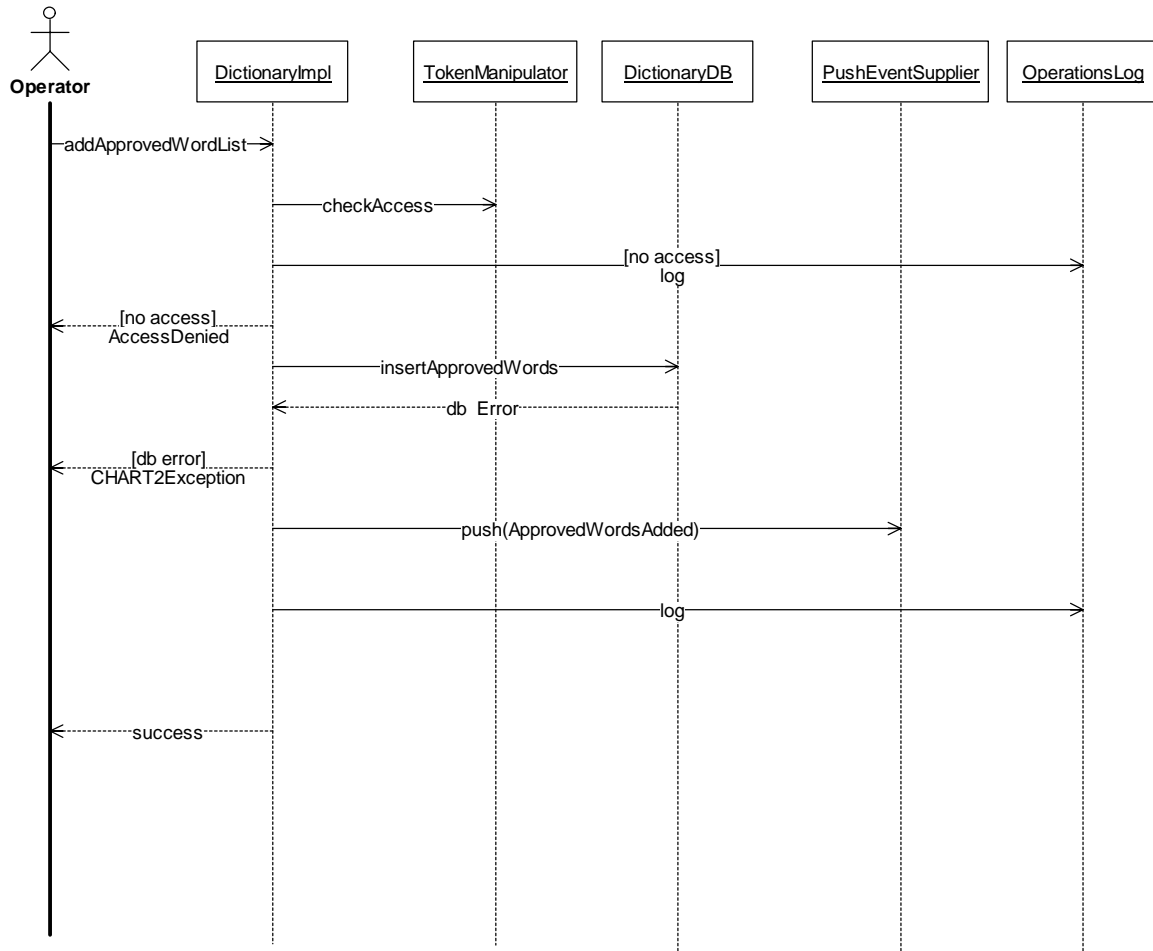 Operator
DictionaryImpl
TokenManipulator
DictionaryDB
PushEventSupplier
OperationsLog
addApprovedWordList
checkAccess
[no access]
log
[no access]
AccessDenied
insertApprovedWords
db Error
[db error]
CHART2Exception
push(ApprovedWordsAdded)
log
success